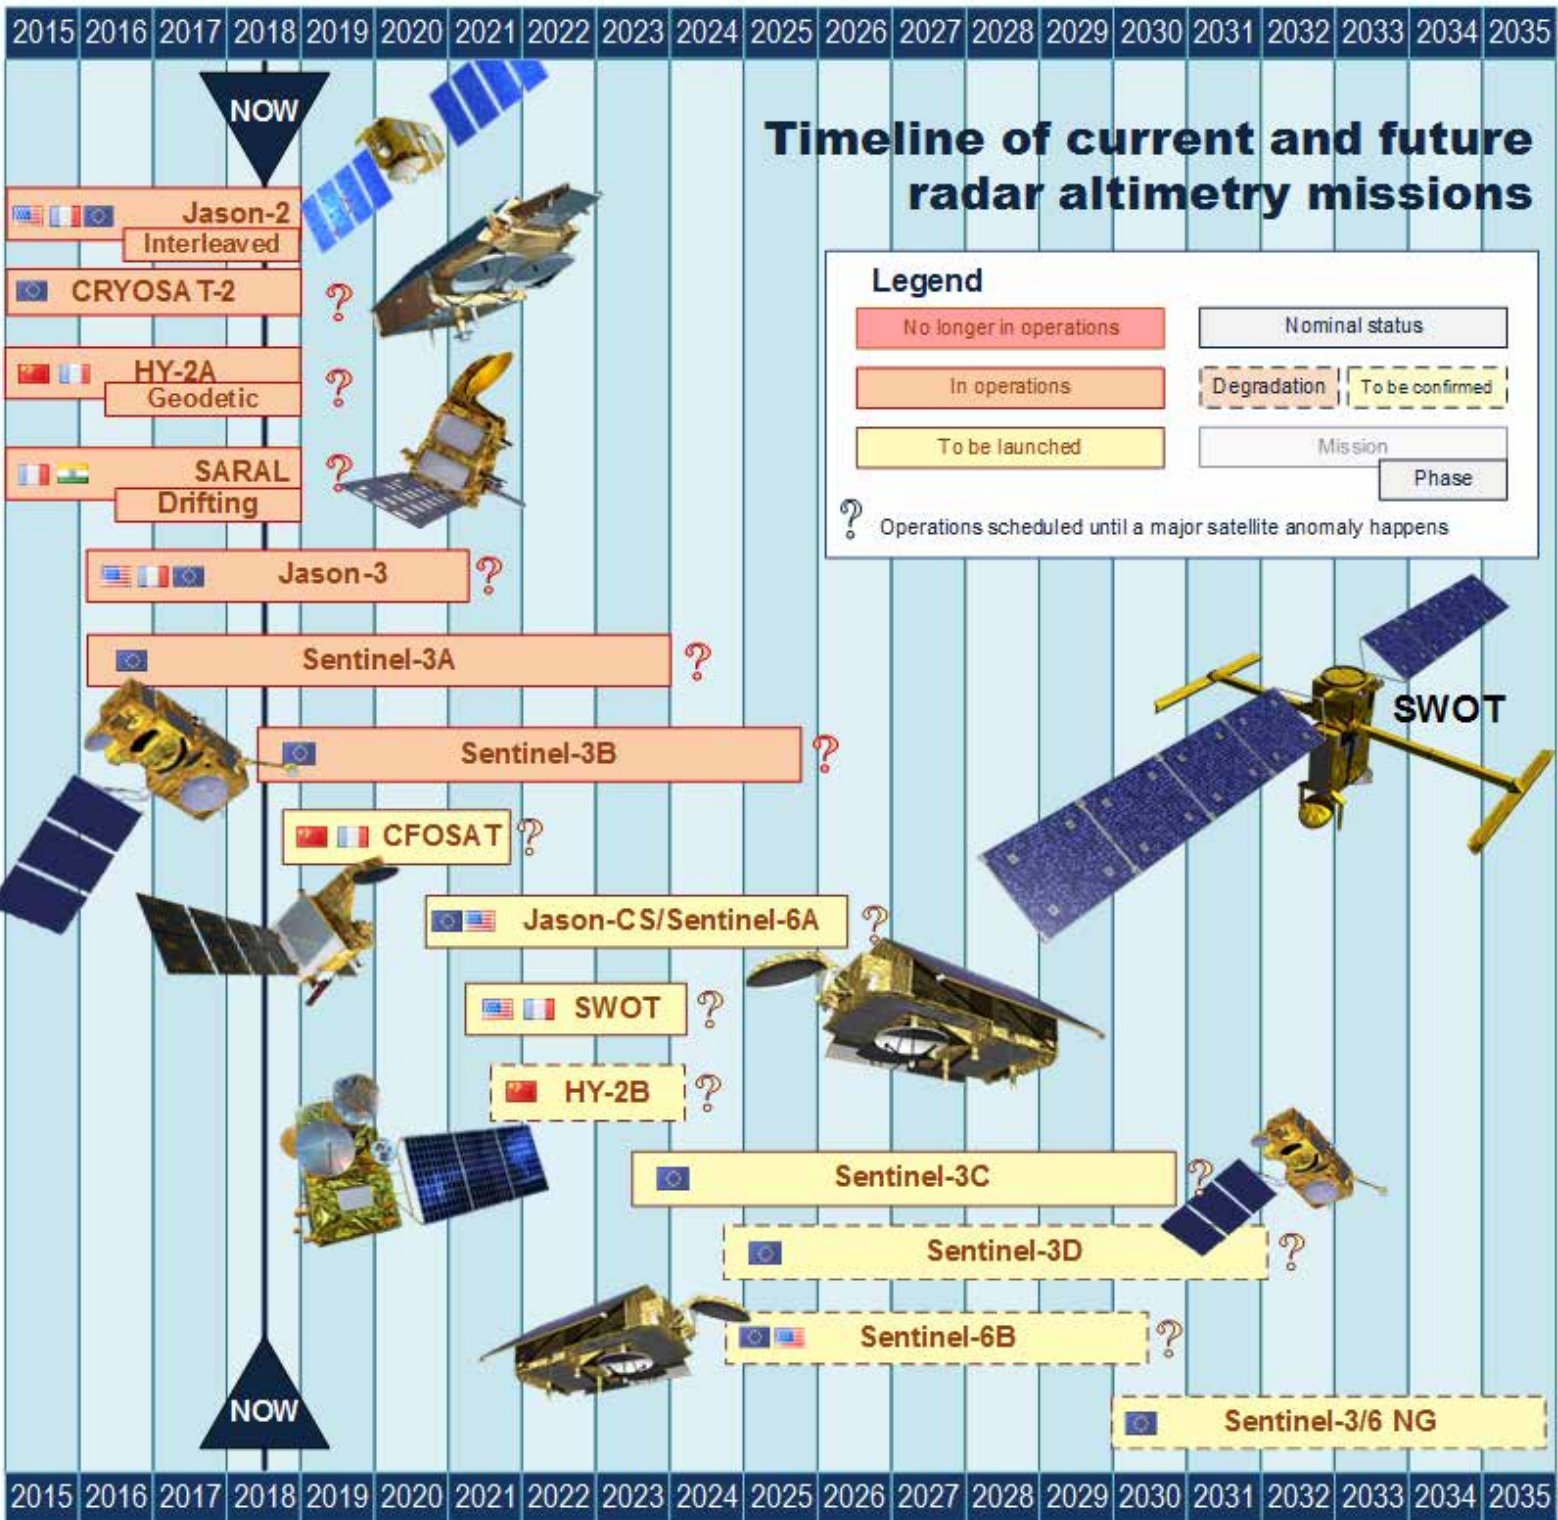 2015 2016 2017 2018 2019 2020 2021 2022 2023 2024 2025 2026 2027 2028 2029 2030 2031 2032 2033 2034 2035
NOW
Timeline of current and future
radar altimetry missions
Jason-2
Interleaved
CRYOSAT-2
?
HY-2A
Geodetic
?
SARAL
Drifting
?
Legend
No longer in operations
Nominal status
In operations
Degradation
To be confirmed
To be launched
Mission
Phase
? Operations scheduled until a major satellite anomaly happens
Jason-3
?
Sentinel-3A
?
SWOT
Sentinel-3B
?
CFOSAT
?
Jason-CS/Sentinel-6A
?
SWOT
?
HY-2B
?
Sentinel-3C
?
Sentinel-3D
?
Sentinel-6B
?
NOW
Sentinel-3/6 NG
2015 2016 2017 2018 2019 2020 2021 2022 2023 2024 2025 2026 2027 2028 2029 2030 2031 2032 2033 2034 2035